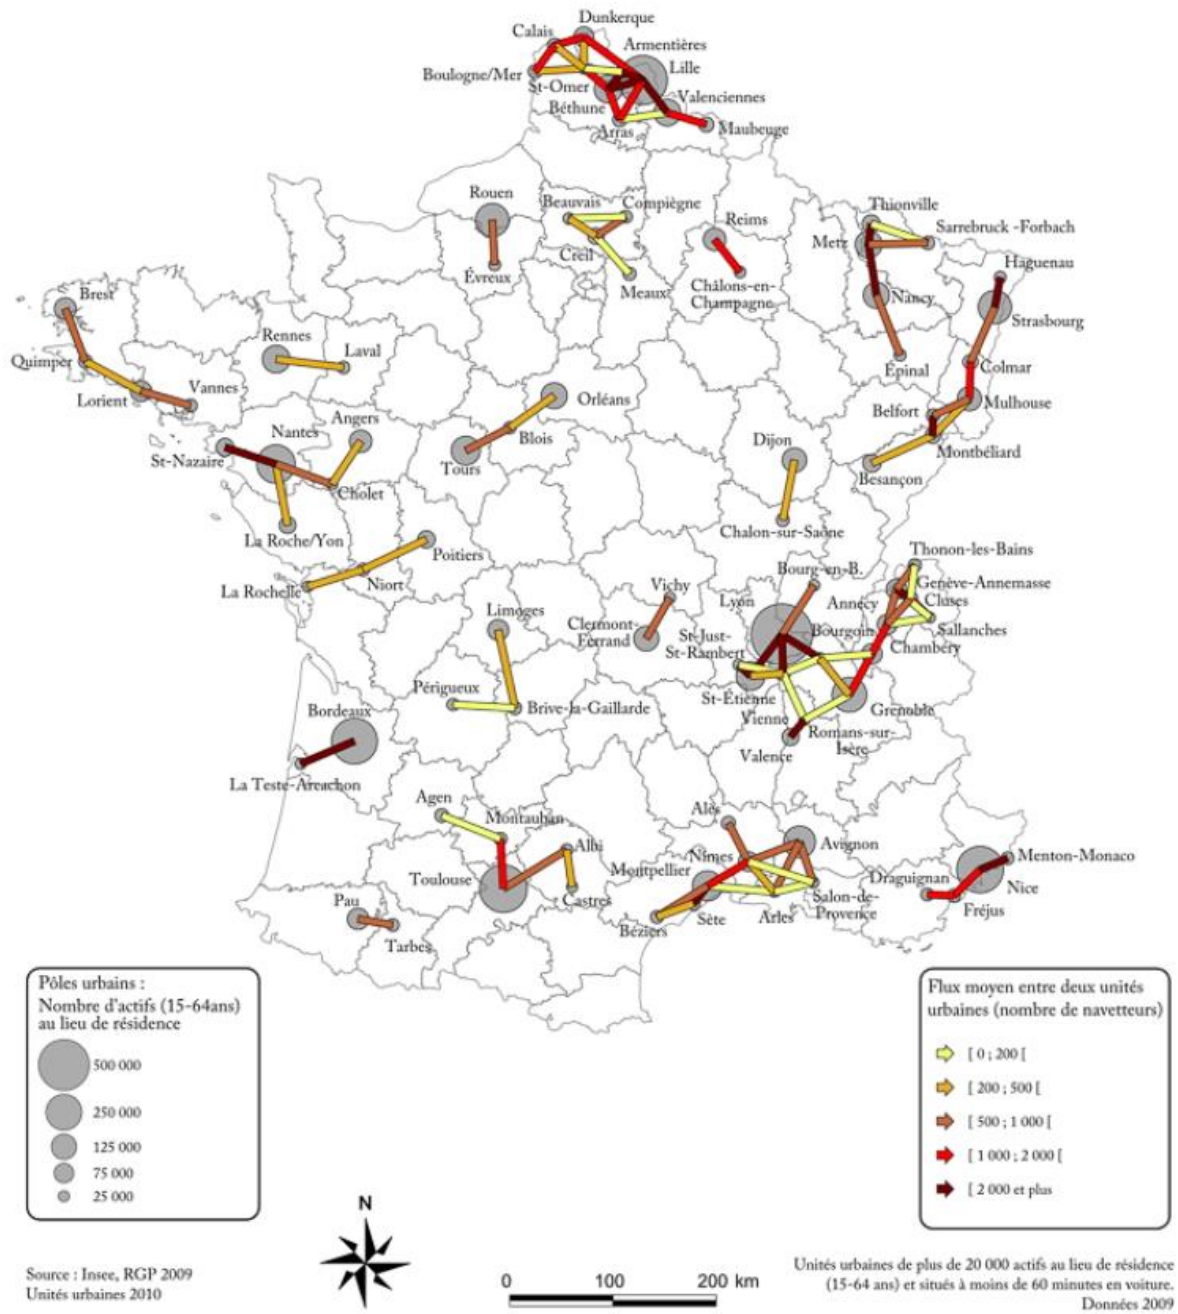 Dunkerque
Calais
Armentières
Boulogne/Mer
Lille
St-Omer
Valenciennes
Béthune
Arras
Maubeuge
Rouen
Beauvais
Compiègne
Reims
Thionville
Metz
Sarrebruck -Forbach
Creil
Évreux
Meaux
Châlons-en-
Champagne
Haguenau
Nancy
Strasbourg
Brest
Rennes
Laval
Quimper
Épinal
Colmar
Lorient
Vannes
Orléans
Belfort
Mulhouse
Angers
Nantes
Blois
Dijon
St-Nazaire
Tours
Montbéliard
Cholet
Besançon
La Roche/Yon
Chalon-sur-Saône
Poitiers
Thonon-les-Bains
La Rochelle
Niort
Vichy
Bourg-en-B.
Genève-Annemasse
Lyon
Annecy
Cluses
Limoges
Clermont-
Ferrand
St-Just-
St-Rambert
Bourgoin
Sallanches
Chambéry
Périgueux
Brive-la-Gaillarde
St-Étienne
Grenoble
Bordeaux
Vienne
Romans-sur-
Isère
Valence
La Teste-Arcachon
Agen
Montauban
Alès
Albi
Avignon
Nîmes
Menton-Monaco
Montpellier
Toulouse
Draguignan
Nice
Castres
Salon-de-
Provence
Pau
Fréjus
Tarbes
Béziers
Sète
Arles
Pôles urbains :
Nombre d'actifs (15-64ans)
au lieu de résidence
500 000
250 000
125 000
75 000
25 000
Flux moyen entre deux unités
urbaines (nombre de navetteurs)
[ 0 ; 200 [
[ 200 ; 500 [
[ 500 ; 1 000 [
[ 1 000 ; 2 000 [
[ 2 000 et plus
N
Source : Insee, RGP 2009
Unités urbaines 2010
0 100 200 km
Unités urbaines de plus de 20 000 actifs au lieu de résidence
(15-64 ans) et situés à moins de 60 minutes en voiture.
Données 2009